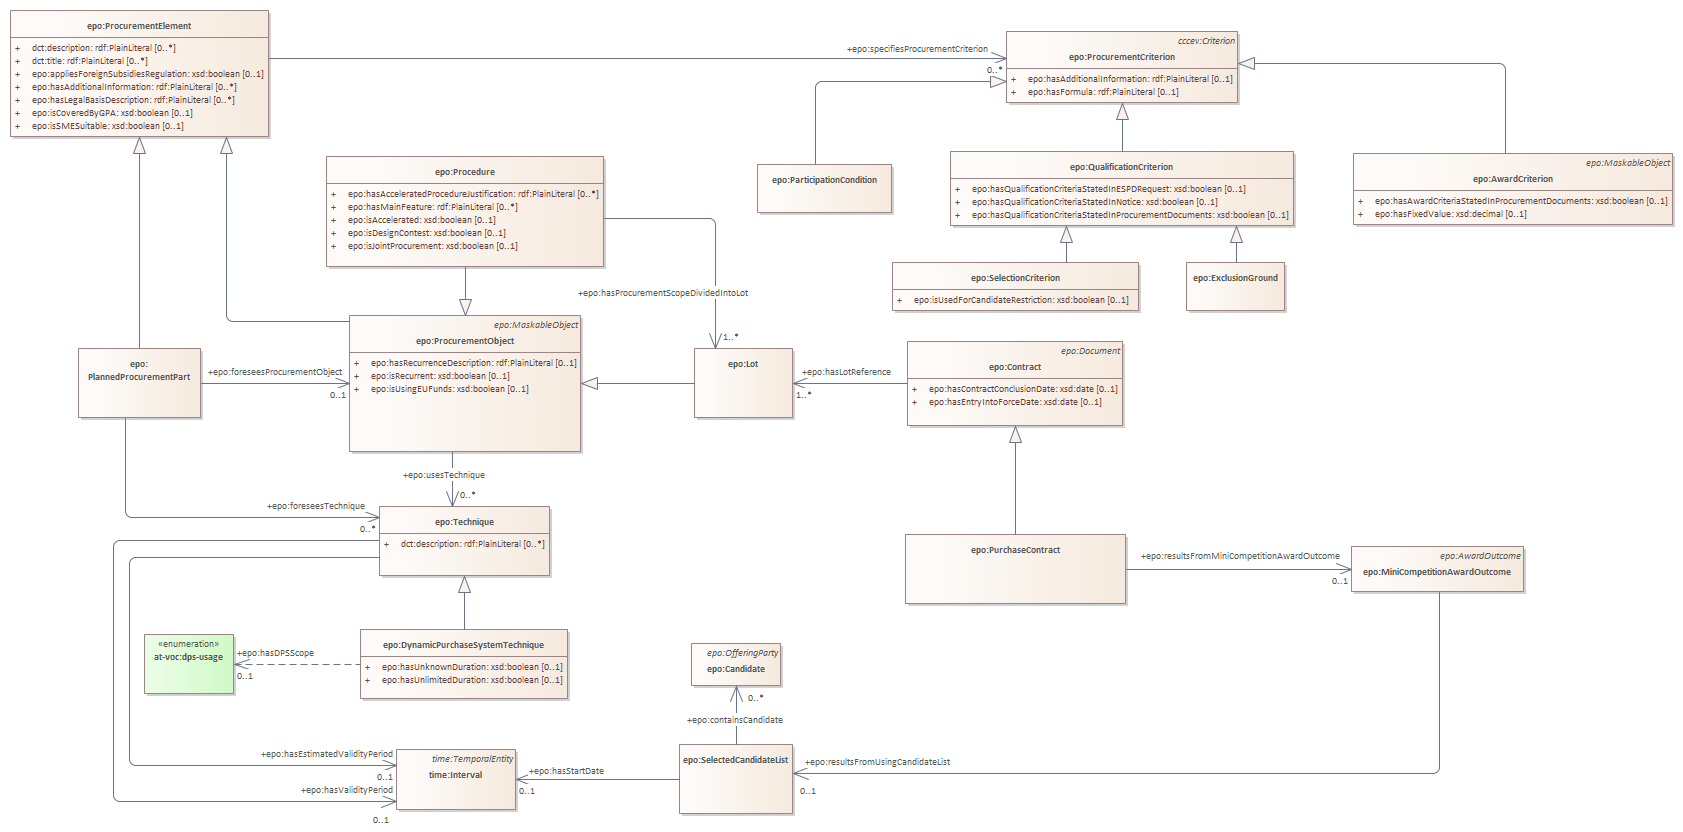 epo:ProcurementElement
+ dct:description: rdf:PlainLiteral [0..*]
+ dct:title: rdf:PlainLiteral [0..*]
+ epo:appliesForeignSubsidiesRegulation: xsd:boolean [0..1]
+ epo:hasAdditionalInformation: rdf:PlainLiteral [0..*]
+ epo:hasLegalBasisDescription: rdf:PlainLiteral [0..*]
+ epo:isCoveredByGPA: xsd:boolean [0..1]
+ epo:isSMESuitable: xsd:boolean [0..1]
+epo:specifiesProcurementCriterion
0..*
cccev:Criterion
epo:ProcurementCriterion
+ epo:hasAdditionalInformation: rdf:PlainLiteral [0..1]
+ epo:hasFormula: rdf:PlainLiteral [0..1]
epo:Procedure
+ epo:hasAcceleratedProcedureJustification: rdf:PlainLiteral [0..*]
+ epo:hasMainFeature: rdf:PlainLiteral [0..*]
+ epo:isAccelerated: xsd:boolean [0..1]
+ epo:isDesignContest: xsd:boolean [0..1]
+ epo:isJointProcurement: xsd:boolean [0..1]
epo:ParticipationCondition
epo:QualificationCriterion
+ epo:hasQualificationCriteriaStatedInESPDRequest: xsd:boolean [0..1]
+ epo:hasQualificationCriteriaStatedInNotice: xsd:boolean [0..1]
+ epo:hasQualificationCriteriaStatedInProcurementDocuments: xsd:boolean [0..1]
epo:MaskableObject
epo:AwardCriterion
+ epo:hasAwardCriteriaStatedInProcurementDocuments: xsd:boolean [0..1]
+ epo:hasFixedValue: xsd:decimal [0..1]
epo:SelectionCriterion
+ epo:isUsedForCandidateRestriction: xsd:boolean [0..1]
epo:ExclusionGround
+epo:hasProcurementScopeDividedIntoLot
1..*
epo:MaskableObject
epo:ProcurementObject
+ epo:hasRecurrenceDescription: rdf:PlainLiteral [0..1]
+ epo:isRecurrent: xsd:boolean [0..1]
+ epo:isUsingEUFunds: xsd:boolean [0..1]
epo:
PlannedProcurementPart
+epo:foreseesProcurementObject
0..1
epo:Lot
+epo:hasLotReference
1..*
epo:Document
epo:Contract
+ epo:hasContractConclusionDate: xsd:date [0..1]
+ epo:hasEntryIntoForceDate: xsd:date [0..1]
+epo:usesTechnique
0..*
+epo:foreseesTechnique
0..*
epo:Technique
+ dct:description: rdf:PlainLiteral [0..*]
epo:PurchaseContract
+epo:resultsFromMiniCompetitionAwardOutcome
0..1
epo:AwardOutcome
epo:MiniCompetitionAwardOutcome
«enumeration»
at-voc:dps-usage
+epo:hasDPSScope
0..1
epo:DynamicPurchaseSystemTechnique
+ epo:hasUnknownDuration: xsd:boolean [0..1]
+ epo:hasUnlimitedDuration: xsd:boolean [0..1]
epo:OfferingParty
epo:Candidate
0..*
+epo:containsCandidate
+epo:hasEstimatedValidityPeriod
0..1
+epo:hasValidityPeriod
0..1
time:TemporalEntity
time:Interval
+epo:hasStartDate
0..1
epo:SelectedCandidateList
+epo:resultsFromUsingCandidateList
0..1